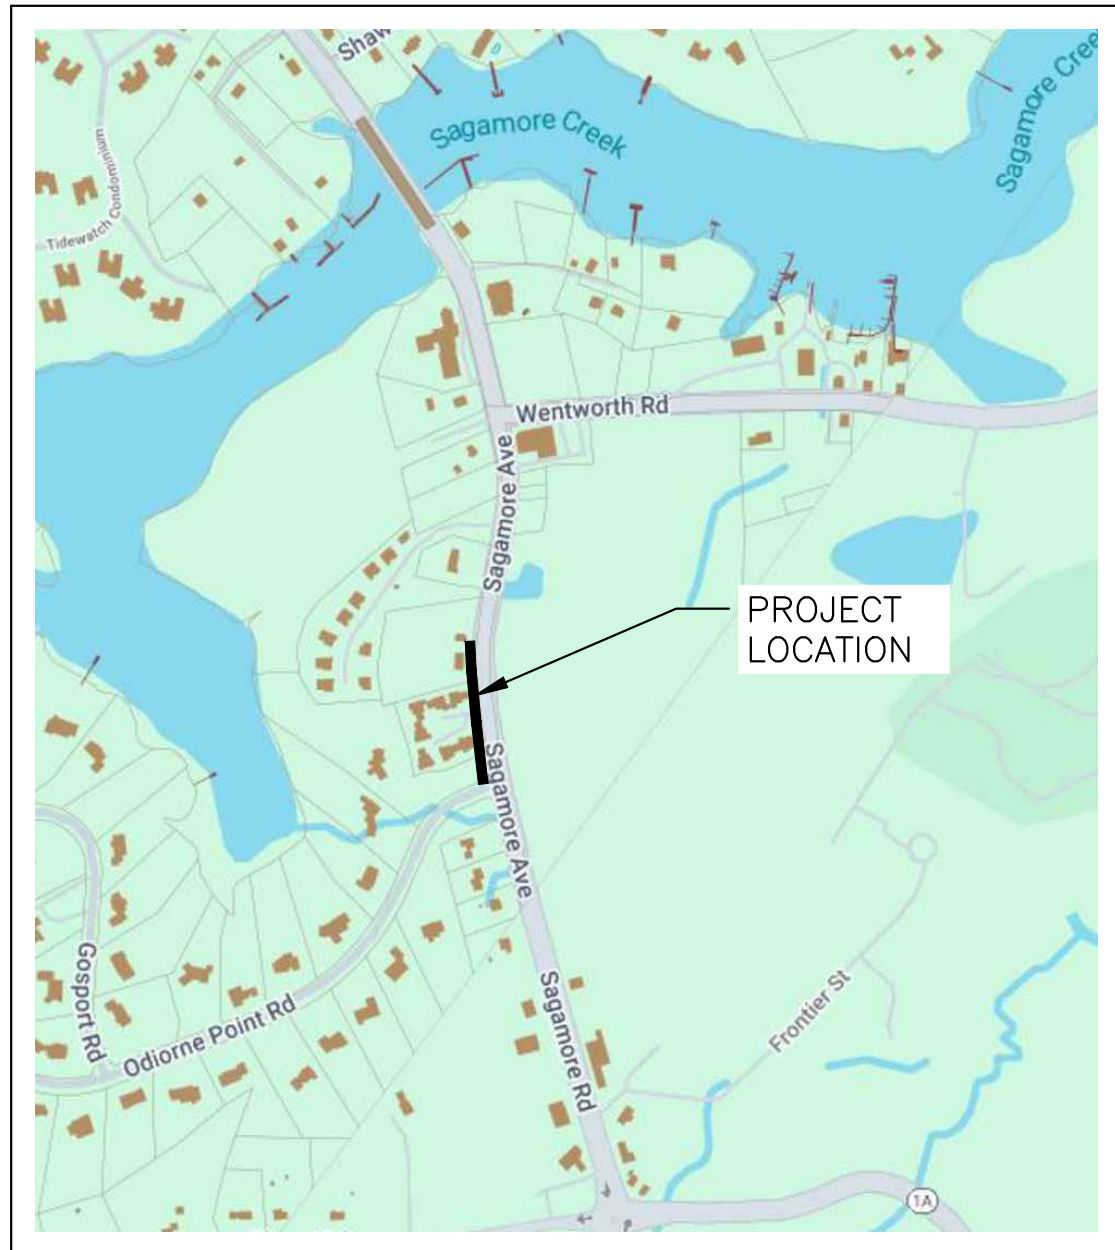 Shaw
Sagamore Creek
Sagamore Creek
Tidewatch Condominium
Wentworth Rd
Sagamore Ave
PROJECT
LOCATION
Sagamore Ave
Gosport Rd
Odiorne Point Rd
Sagamore Rd
Frontier St
1A